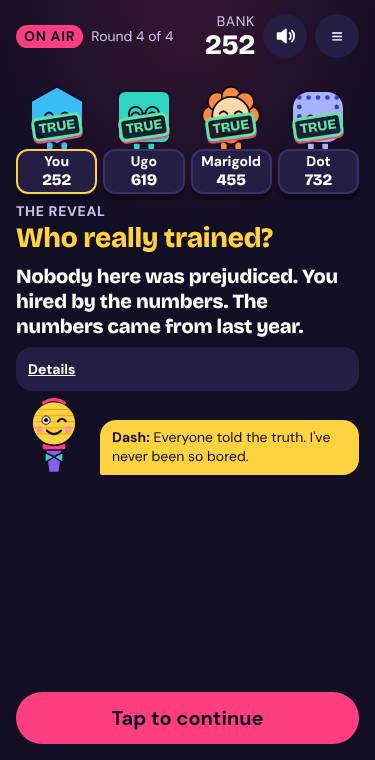 ON AIR
Round 4 of 4
BANK
252
TRUE
TRUE
TRUE
TRUE
You
252
Ugo
619
Marigold
455
Dot
732
THE REVEAL
Who really trained?
Nobody here was prejudiced. You
hired by the numbers. The
numbers came from last year.
Details
Dash: Everyone told the truth. I've
never been so bored.
Tap to continue